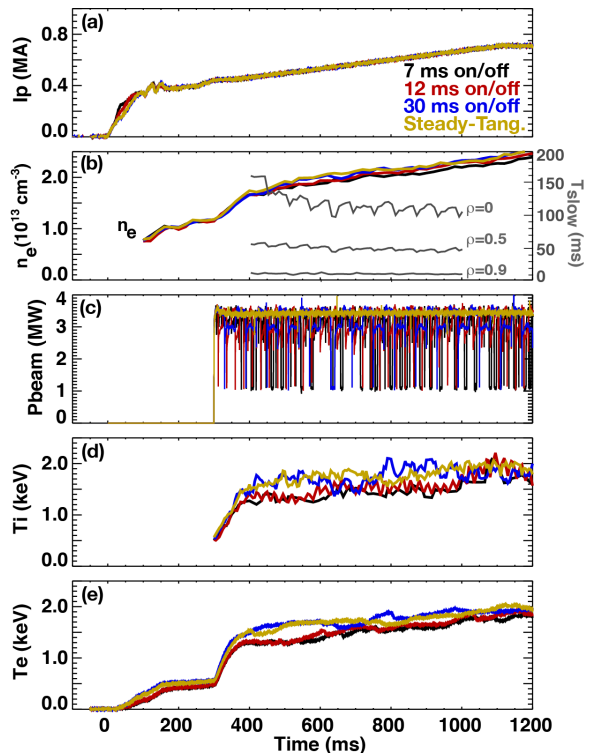 (a)
Ip (MA)
0.8
0.4
0.0
7 ms on/off
12 ms on/off
30 ms on/off
Steady-Tang.
(b)
ne(10^13 cm^-3)
2.0
1.0
0.0
ne
ρ=0
ρ=0.5
ρ=0.9
200
150
100
50
0
Tslow (ms)
(c)
Pbeam (MW)
4
3
2
1
0
(d)
Ti (keV)
2.0
1.0
0.0
(e)
Te (keV)
2.0
1.0
0.0
0 200 400 600 800 1000 1200
Time (ms)